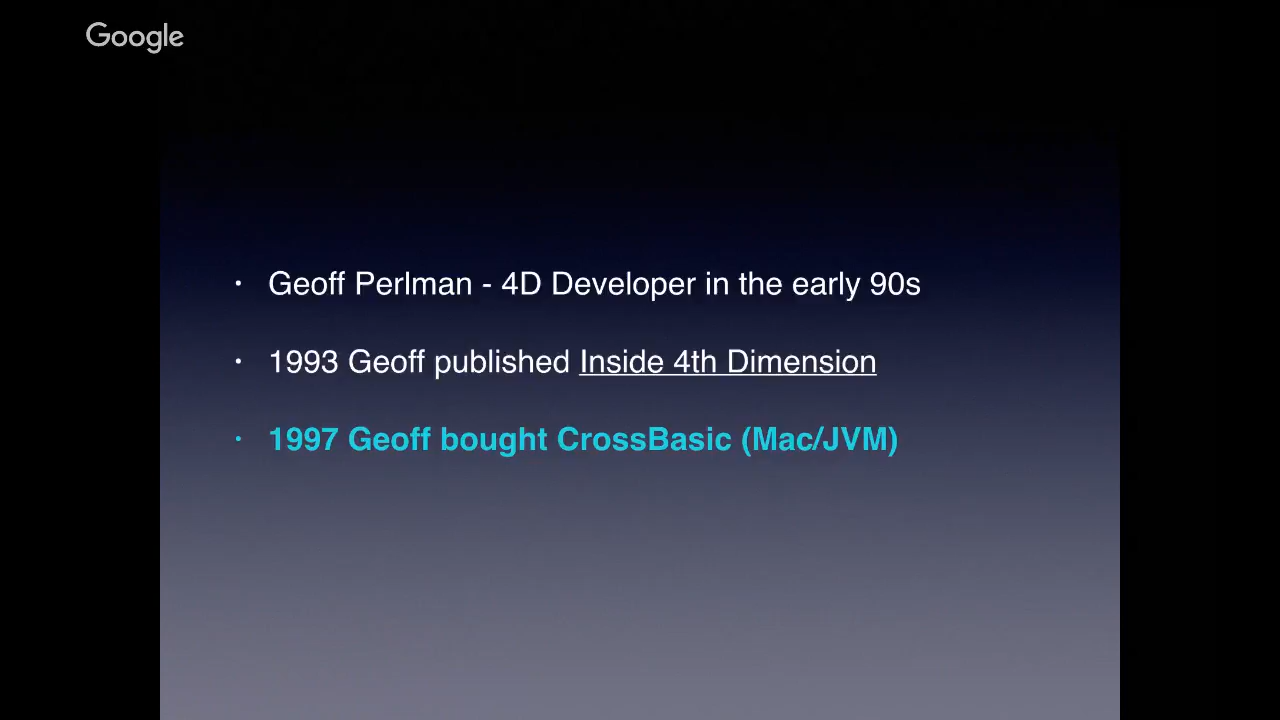 Google
· Geoff Perlman - 4D Developer in the early 90s
· 1993 Geoff published Inside 4th Dimension
· 1997 Geoff bought CrossBasic (Mac/JVM)